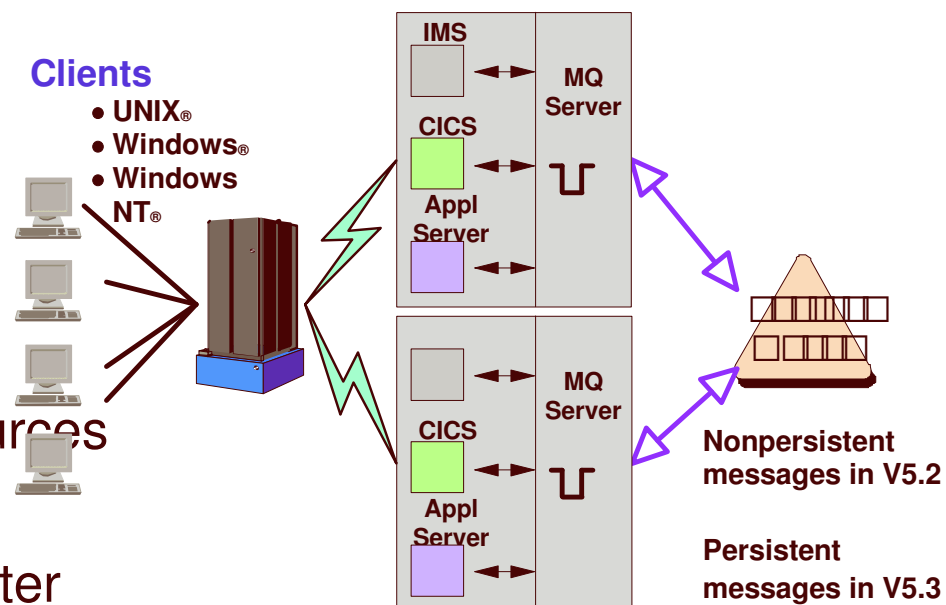 Clients
• UNIX®
• Windows®
• Windows
NT®
IMS
CICS
Appl
Server
MQ
Server
CICS
Appl
Server
MQ
Server
Nonpersistent
messages in V5.2
Persistent
messages in V5.3